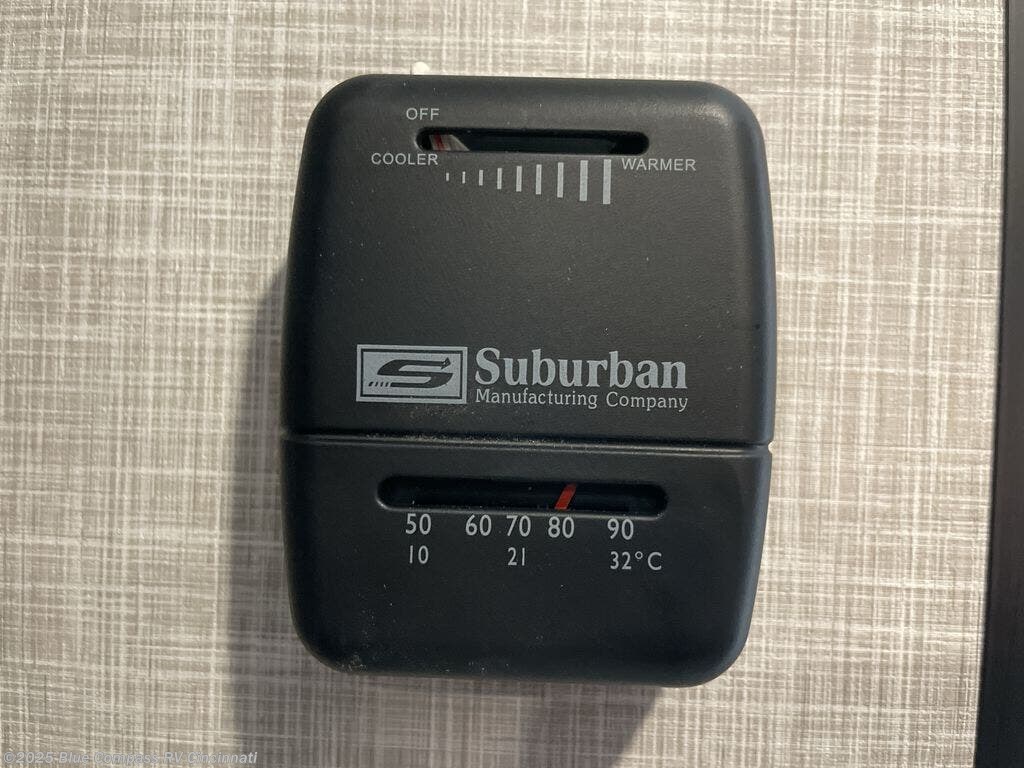 OFF
COOLER WARMER
Suburban
Manufacturing Company
50 60 70 80 90
10 21 32°C
©2025 Blue Compass RV Cincinnati